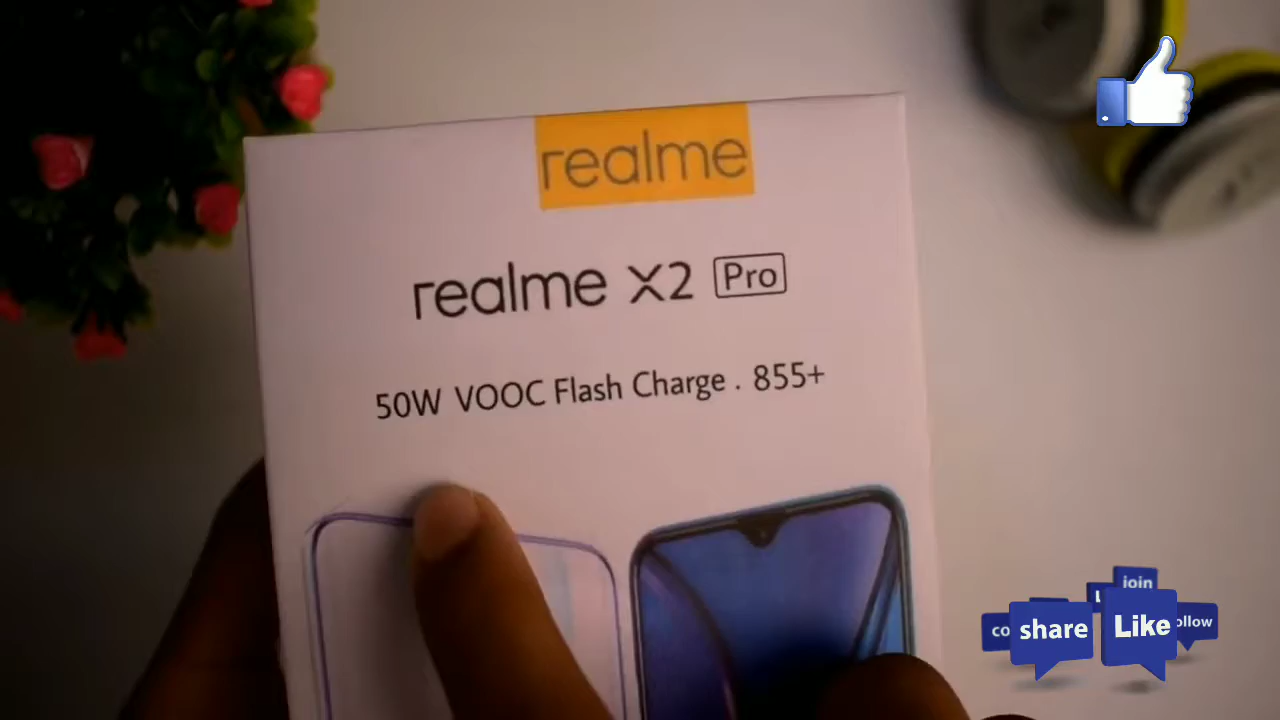 realme
realme X2 Pro
50W VOOC Flash Charge . 855+
join
share
Like